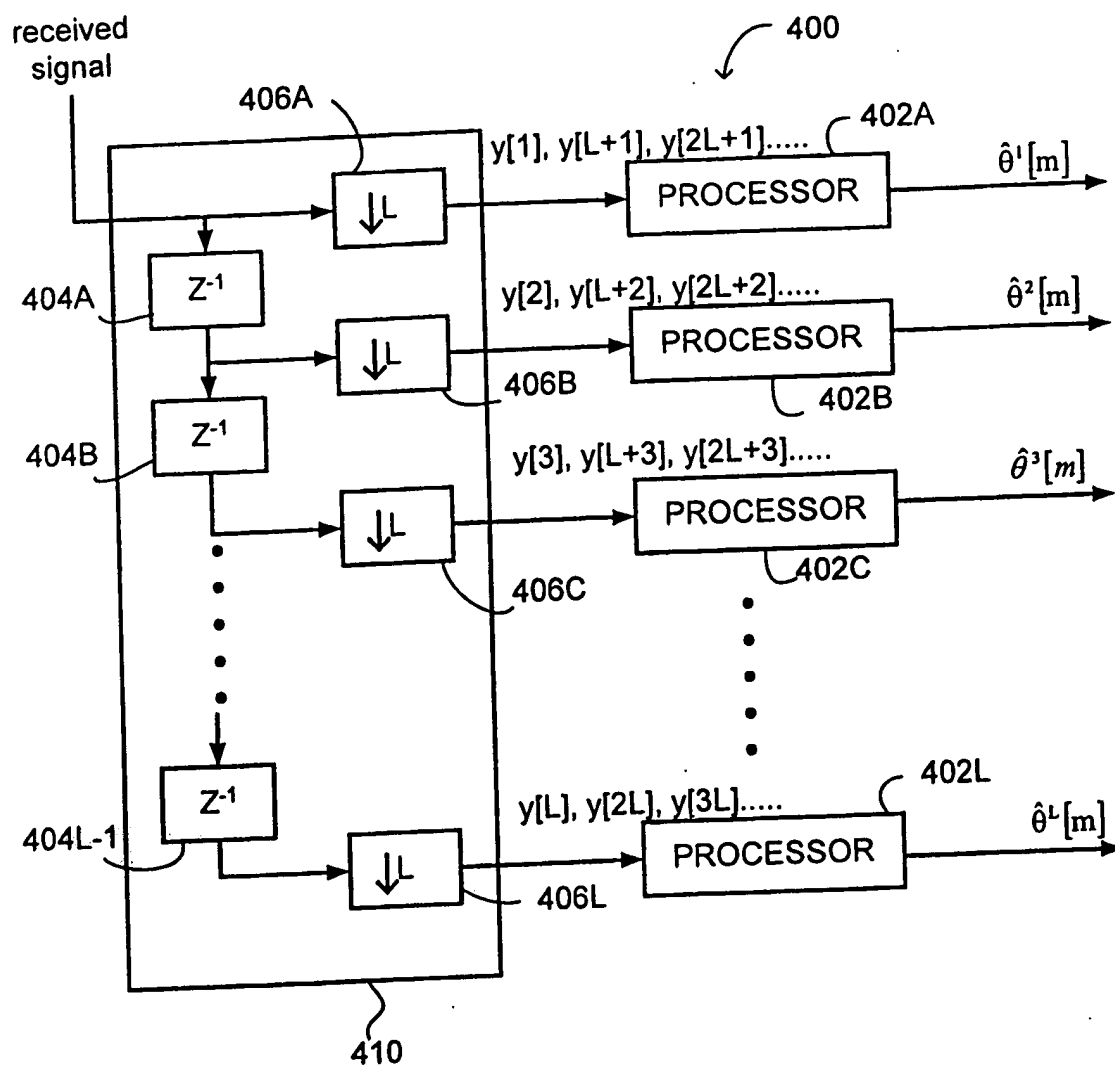 received
signal
400
406A
402A
y[1], y[L+1], y[2L+1].....
↓L
PROCESSOR
θ̂¹[m]
404A
Z⁻¹
y[2], y[L+2], y[2L+2].....
↓L
PROCESSOR
θ̂²[m]
406B
402B
404B
Z⁻¹
y[3], y[L+3], y[2L+3].....
↓L
PROCESSOR
θ̂³[m]
406C
402C
Z⁻¹
404L-1
y[L], y[2L], y[3L].....
402L
↓L
PROCESSOR
θ̂ᴸ[m]
406L
410